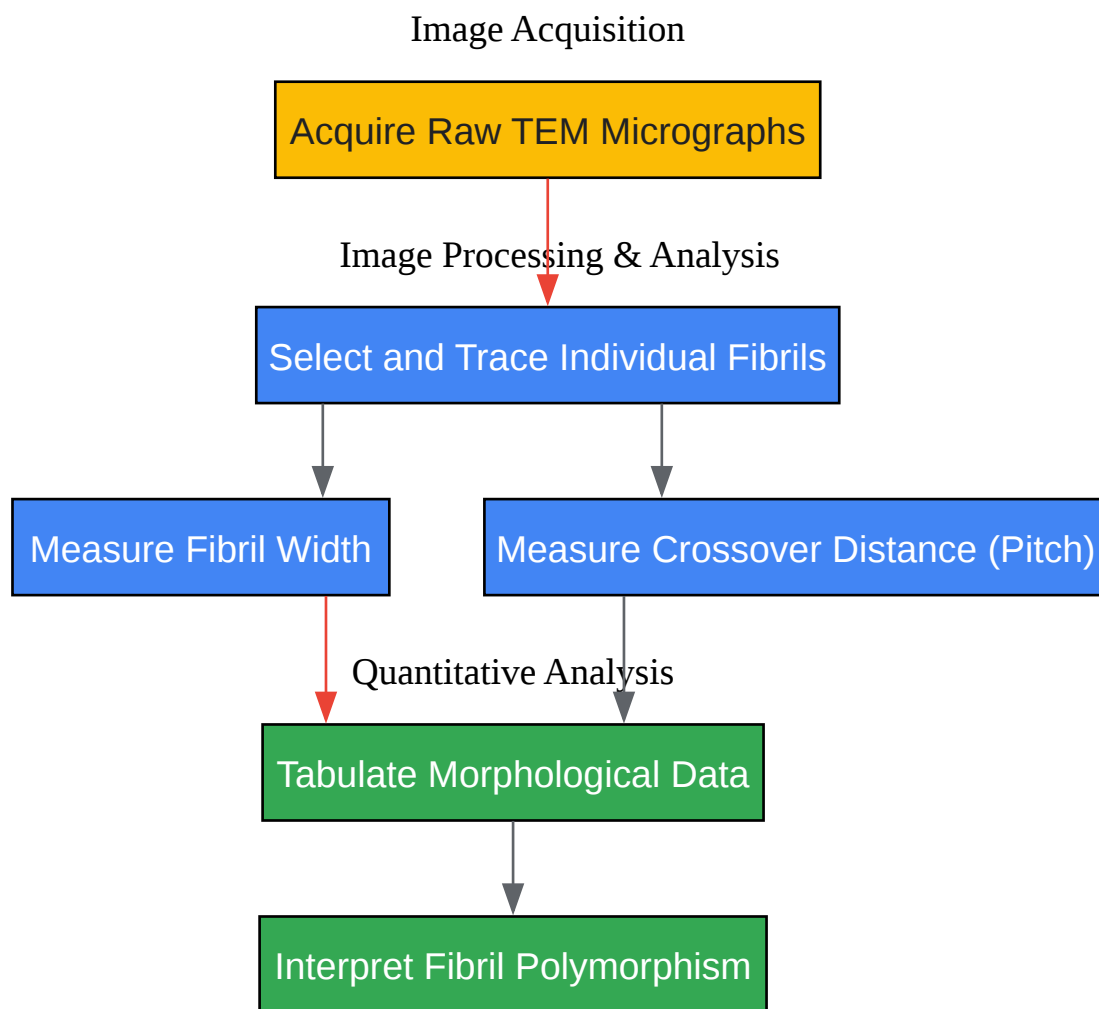 Image Acquisition
Acquire Raw TEM Micrographs
Image Processing & Analysis
Select and Trace Individual Fibrils
Measure Fibril Width
Measure Crossover Distance (Pitch)
Quantitative Analysis
Tabulate Morphological Data
Interpret Fibril Polymorphism